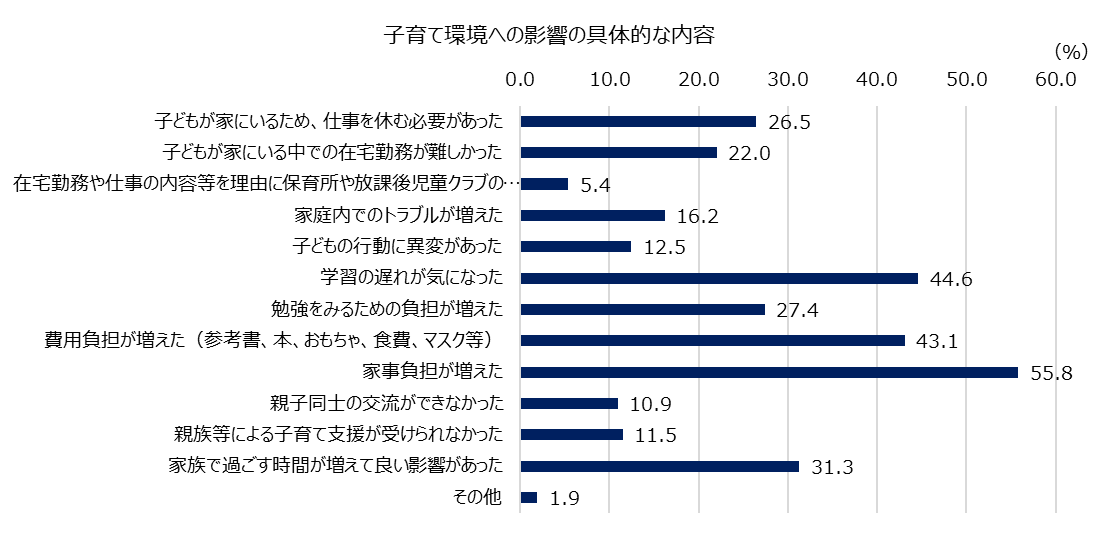 子育て環境への影響の具体的な内容
（%）
0.0 10.0 20.0 30.0 40.0 50.0 60.0
子どもが家にいるため、仕事を休む必要があった 26.5
子どもが家にいる中での在宅勤務が難しかった 22.0
在宅勤務や仕事の内容等を理由に保育所や放課後児童クラブの… 5.4
家庭内でのトラブルが増えた 16.2
子どもの行動に異変があった 12.5
学習の遅れが気になった 44.6
勉強をみるための負担が増えた 27.4
費用負担が増えた（参考書、本、おもちゃ、食費、マスク等） 43.1
家事負担が増えた 55.8
親子同士の交流ができなかった 10.9
親族等による子育て支援が受けられなかった 11.5
家族で過ごす時間が増えて良い影響があった 31.3
その他 1.9